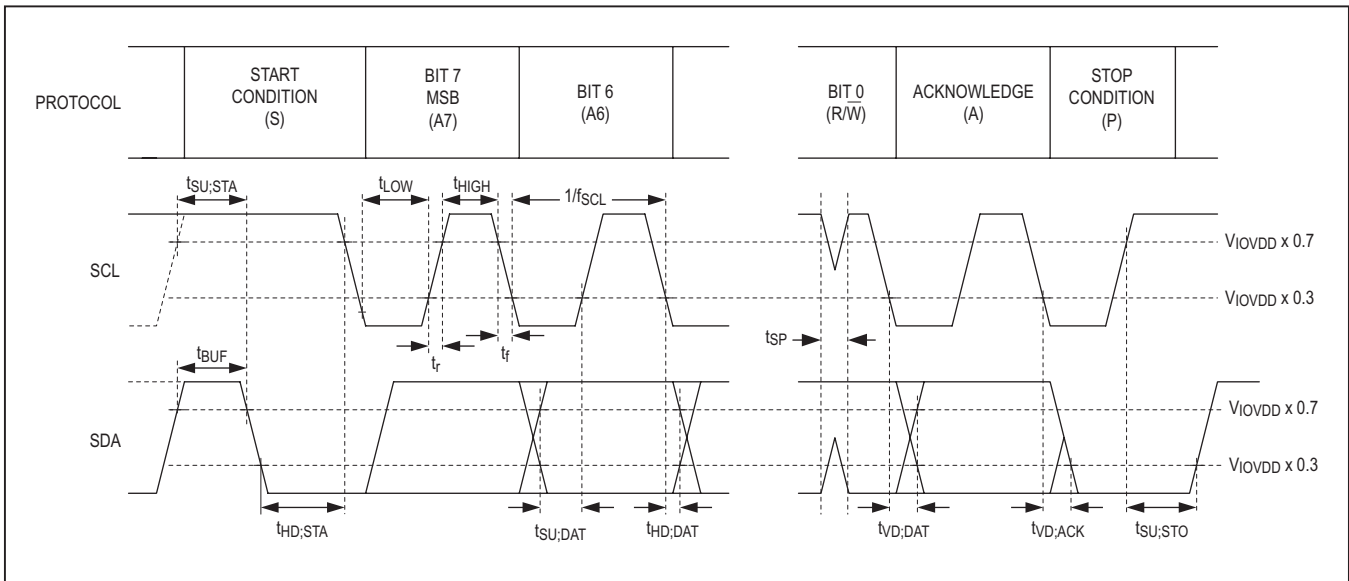 PROTOCOL
START
CONDITION
(S)
BIT 7
MSB
(A7)
BIT 6
(A6)
BIT 0
(R/W̅)
ACKNOWLEDGE
(A)
STOP
CONDITION
(P)
tSU;STA
tLOW
tHIGH
1/fSCL
SCL
VIOVDD x 0.7
VIOVDD x 0.3
tr
tf
tSP
tBUF
SDA
VIOVDD x 0.7
VIOVDD x 0.3
tHD;STA
tSU;DAT
tHD;DAT
tVD;DAT
tVD;ACK
tSU;STO